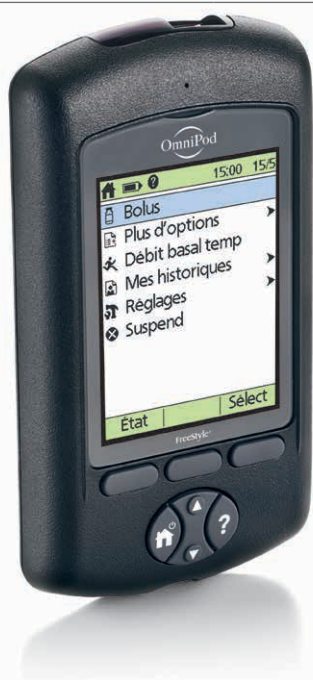 OmniPod
15:00 15/5
Bolus
Plus d'options
Débit basal temp
Mes historiques
Réglages
Suspend
État Sélect
FreeStyle
?